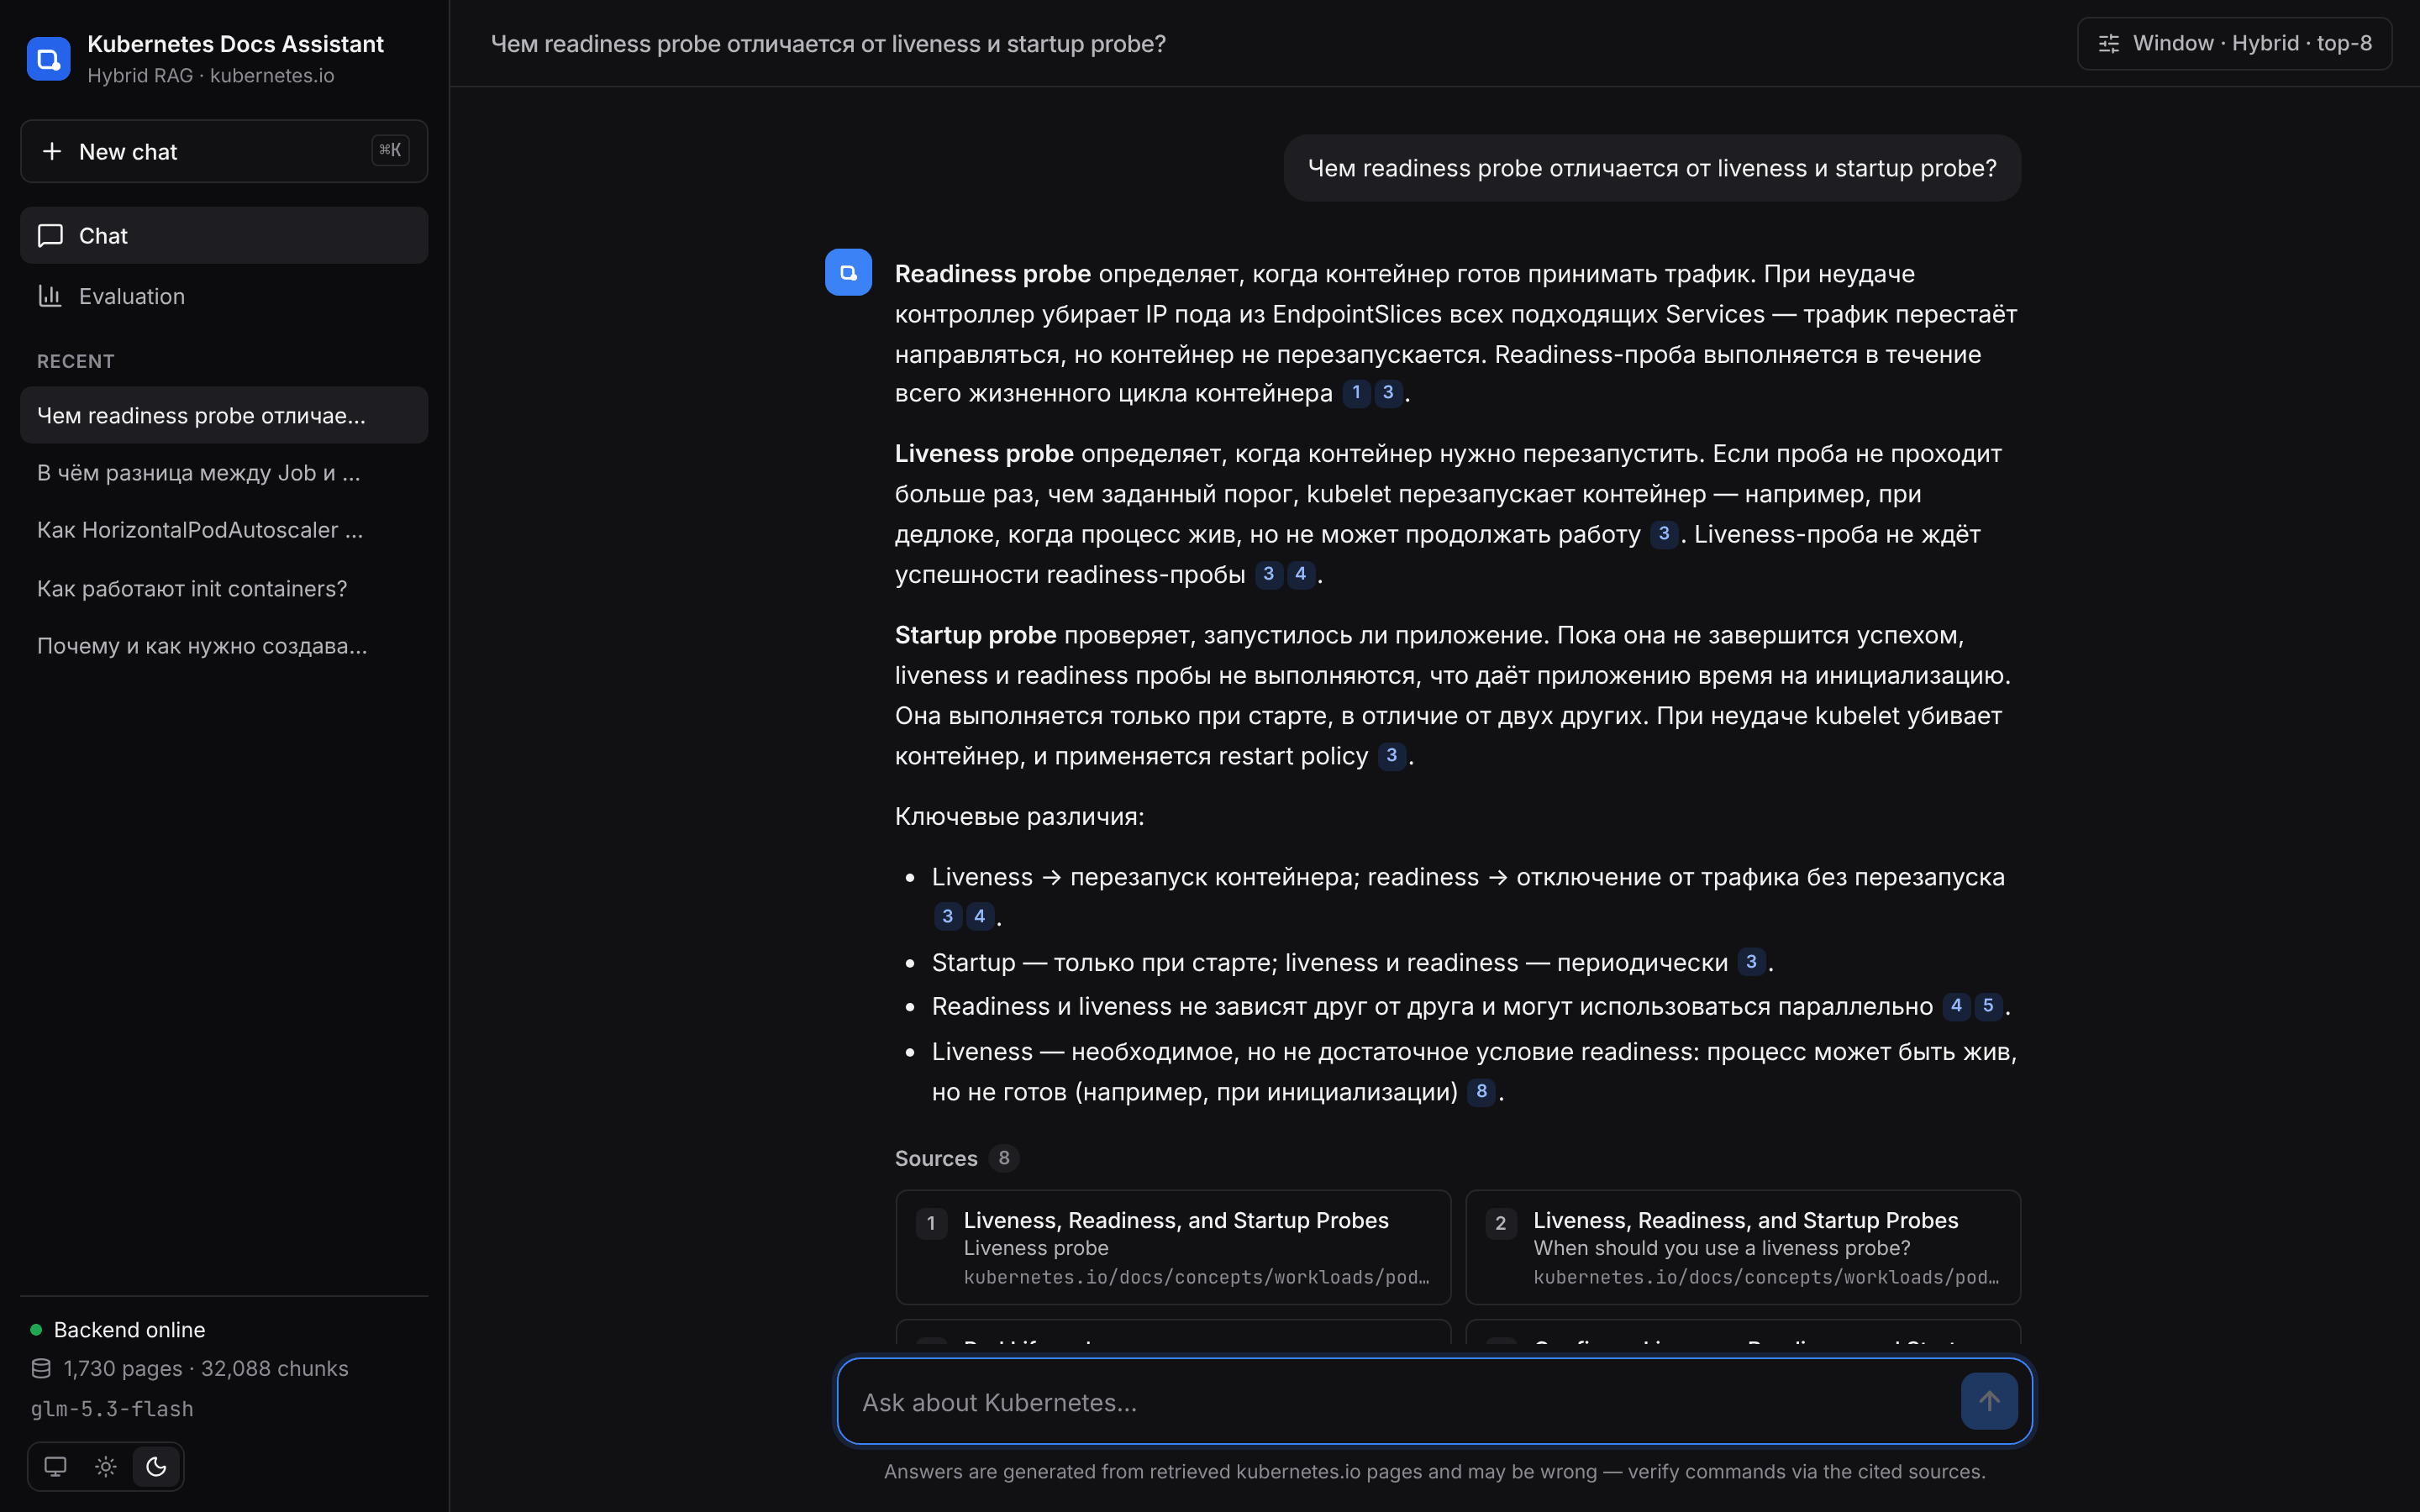 Kubernetes Docs Assistant
Hybrid RAG · kubernetes.io
New chat
⌘K
Chat
Evaluation
RECENT
Чем readiness probe отличае...
В чём разница между Job и ...
Как HorizontalPodAutoscaler ...
Как работают init containers?
Почему и как нужно создава...
Backend online
1,730 pages · 32,088 chunks
glm-5.3-flash
Чем readiness probe отличается от liveness и startup probe?
Window · Hybrid · top-8
Чем readiness probe отличается от liveness и startup probe?
Readiness probe определяет, когда контейнер готов принимать трафик. При неудаче
контроллер убирает IP пода из EndpointSlices всех подходящих Services — трафик перестаёт
направляться, но контейнер не перезапускается. Readiness-проба выполняется в течение
всего жизненного цикла контейнера 1 3.
Liveness probe определяет, когда контейнер нужно перезапустить. Если проба не проходит
больше раз, чем заданный порог, kubelet перезапускает контейнер — например, при
дедлоке, когда процесс жив, но не может продолжать работу 3. Liveness-проба не ждёт
успешности readiness-пробы 3 4.
Startup probe проверяет, запустилось ли приложение. Пока она не завершится успехом,
liveness и readiness пробы не выполняются, что даёт приложению время на инициализацию.
Она выполняется только при старте, в отличие от двух других. При неудаче kubelet убивает
контейнер, и применяется restart policy 3.
Ключевые различия:
• Liveness → перезапуск контейнера; readiness → отключение от трафика без перезапуска
3 4.
• Startup — только при старте; liveness и readiness — периодически 3.
• Readiness и liveness не зависят друг от друга и могут использоваться параллельно 4 5.
• Liveness — необходимое, но не достаточное условие readiness: процесс может быть жив,
но не готов (например, при инициализации) 8.
Sources 8
1 Liveness, Readiness, and Startup Probes
Liveness probe
kubernetes.io/docs/concepts/workloads/pod…
2 Liveness, Readiness, and Startup Probes
When should you use a liveness probe?
kubernetes.io/docs/concepts/workloads/pod…
Ask about Kubernetes...
Answers are generated from retrieved kubernetes.io pages and may be wrong — verify commands via the cited sources.